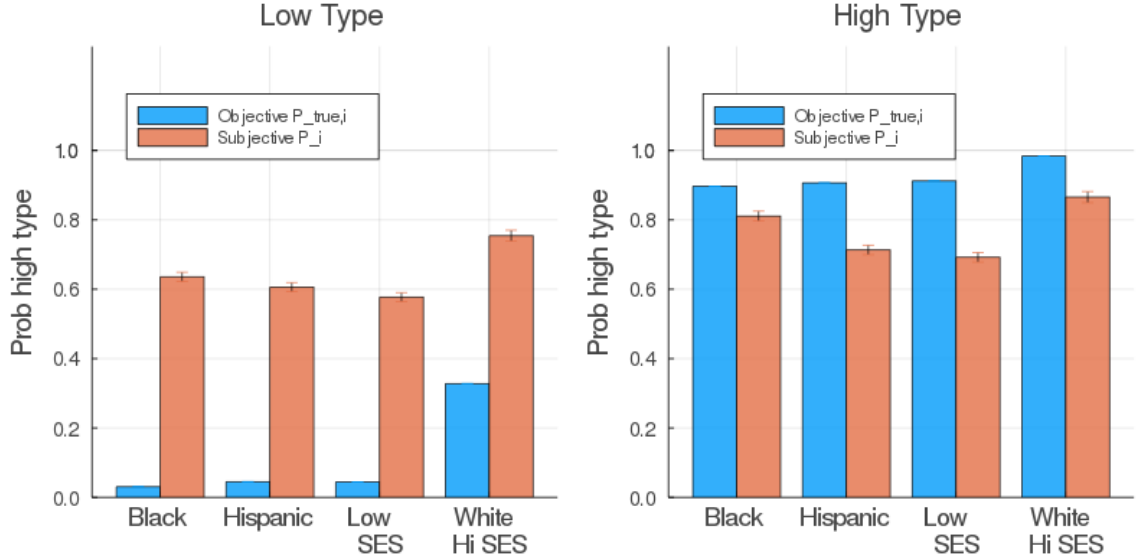 Low Type
Prob high type
Objective P_true,i
Subjective P_i
1.0
0.8
0.6
0.4
0.2
0.0
Black
Hispanic
Low
SES
White
Hi SES
High Type
Prob high type
Objective P_true,i
Subjective P_i
1.0
0.8
0.6
0.4
0.2
0.0
Black
Hispanic
Low
SES
White
Hi SES